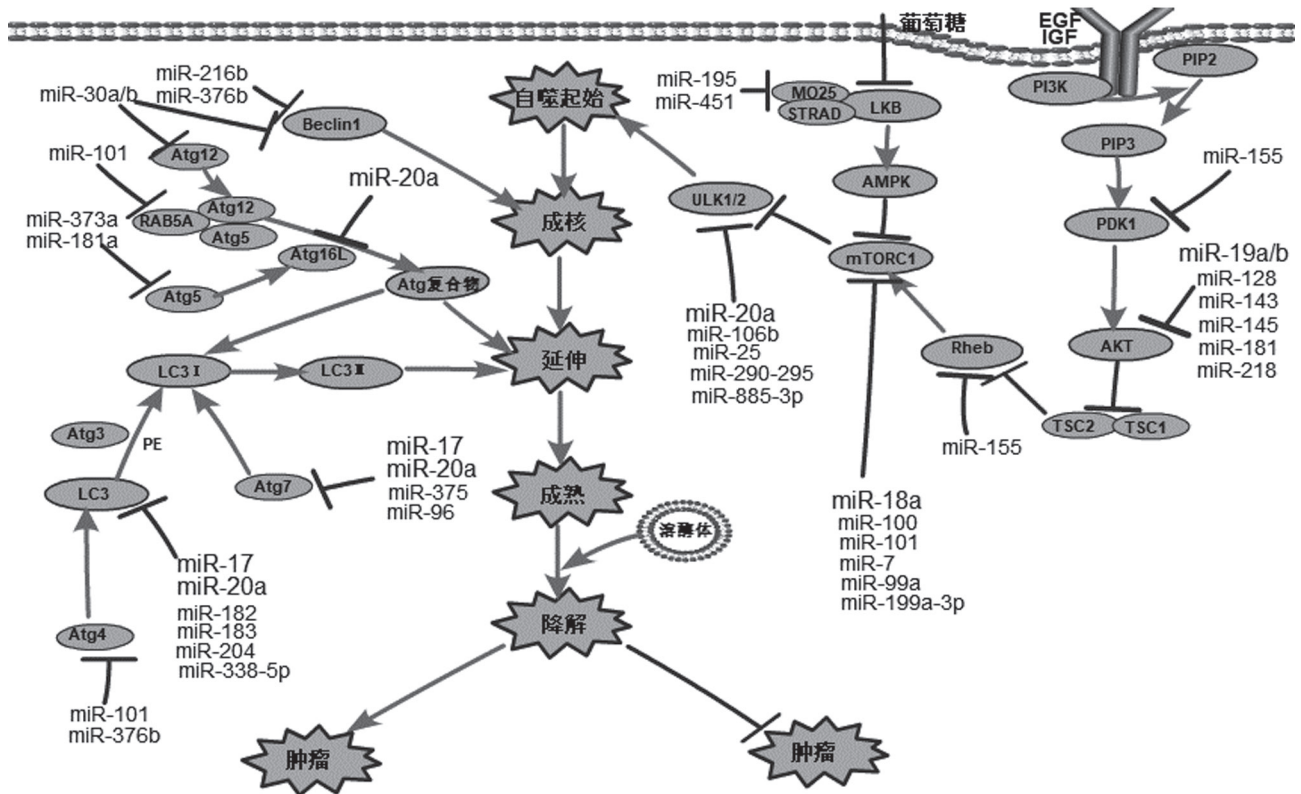 葡萄糖
EGF
IGF
PIP2
PI3K
miR-216b
miR-376b
miR-30a/b
Beclin1
自噬起始
miR-195
miR-451
MO25
STRAD
LKB
PIP3
miR-101
Atg12
miR-20a
AMPK
miR-155
ULK1/2
Atg12
RAB5A
Atg5
成核
PDK1
miR-373a
miR-181a
Atg16L
mTORC1
miR-19a/b
miR-128
miR-143
miR-145
miR-181
miR-218
Atg5
Atg复合物
miR-20a
miR-106b
miR-25
miR-290-295
miR-885-3p
Rheb
AKT
LC3 I
LC3 II
延伸
TSC2
TSC1
miR-155
Atg3
PE
miR-17
miR-20a
miR-375
miR-96
LC3
Atg7
成熟
miR-18a
miR-100
miR-101
miR-7
miR-99a
miR-199a-3p
溶酶体
miR-17
miR-20a
miR-182
miR-183
miR-204
miR-338-5p
Atg4
降解
miR-101
miR-376b
肿瘤
肿瘤